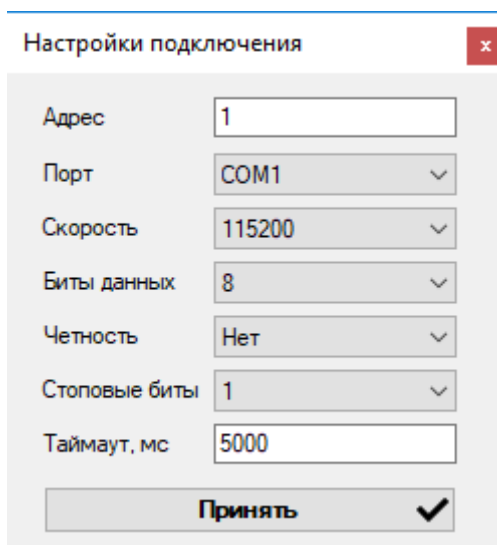 Настройки подключения
x
Адрес 1
Порт COM1
Скорость 115200
Биты данных 8
Четность Нет
Стоповые биты 1
Таймаут, мс 5000
Принять